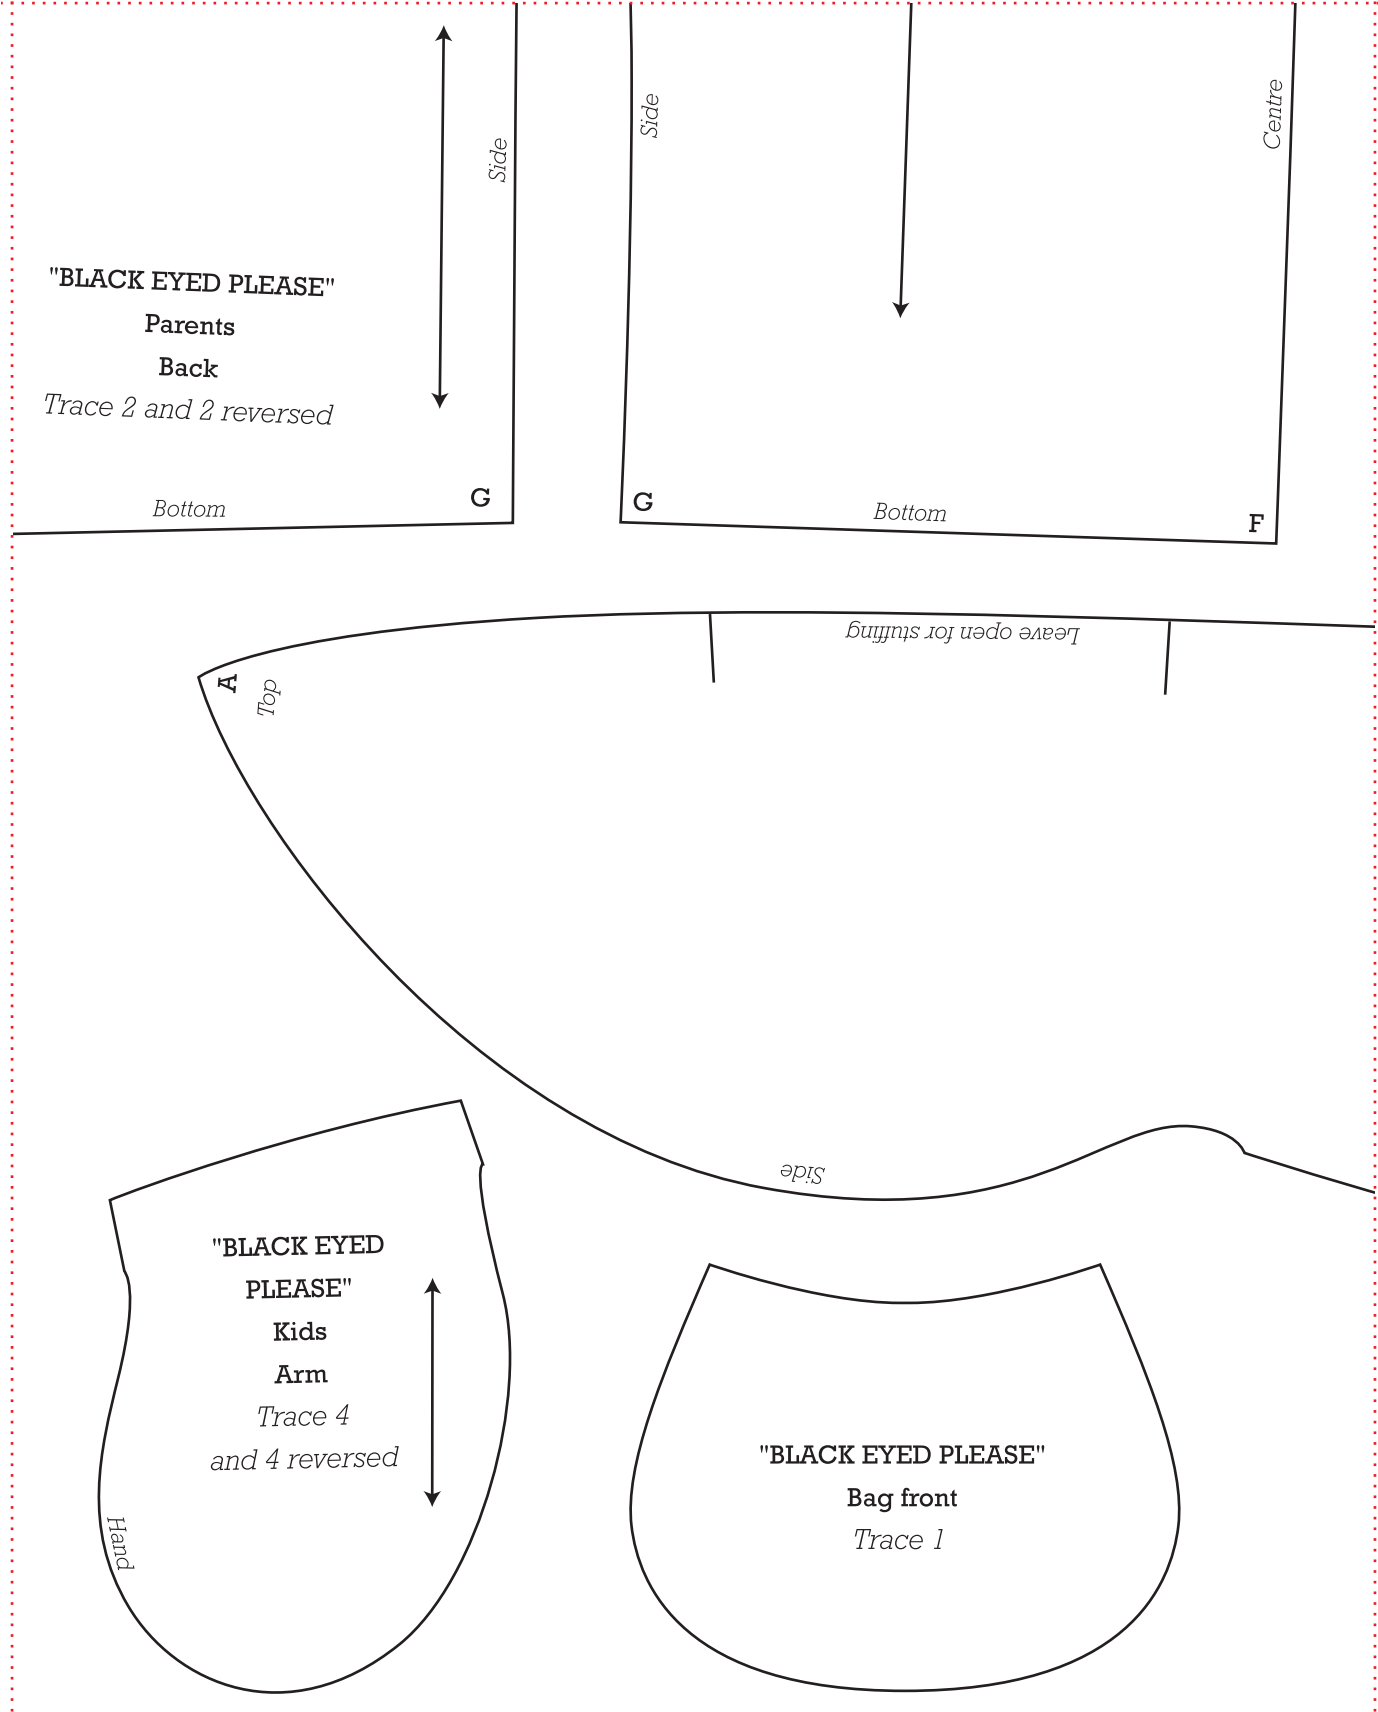 Side
"BLACK EYED PLEASE"
Parents
Back
Trace 2 and 2 reversed
Bottom
G
Side
Centre
G
Bottom
F
A
Top
Leave open for stuffing
Side
"BLACK EYED
PLEASE"
Kids
Arm
Trace 4
and 4 reversed
Hand
"BLACK EYED PLEASE"
Bag front
Trace 1